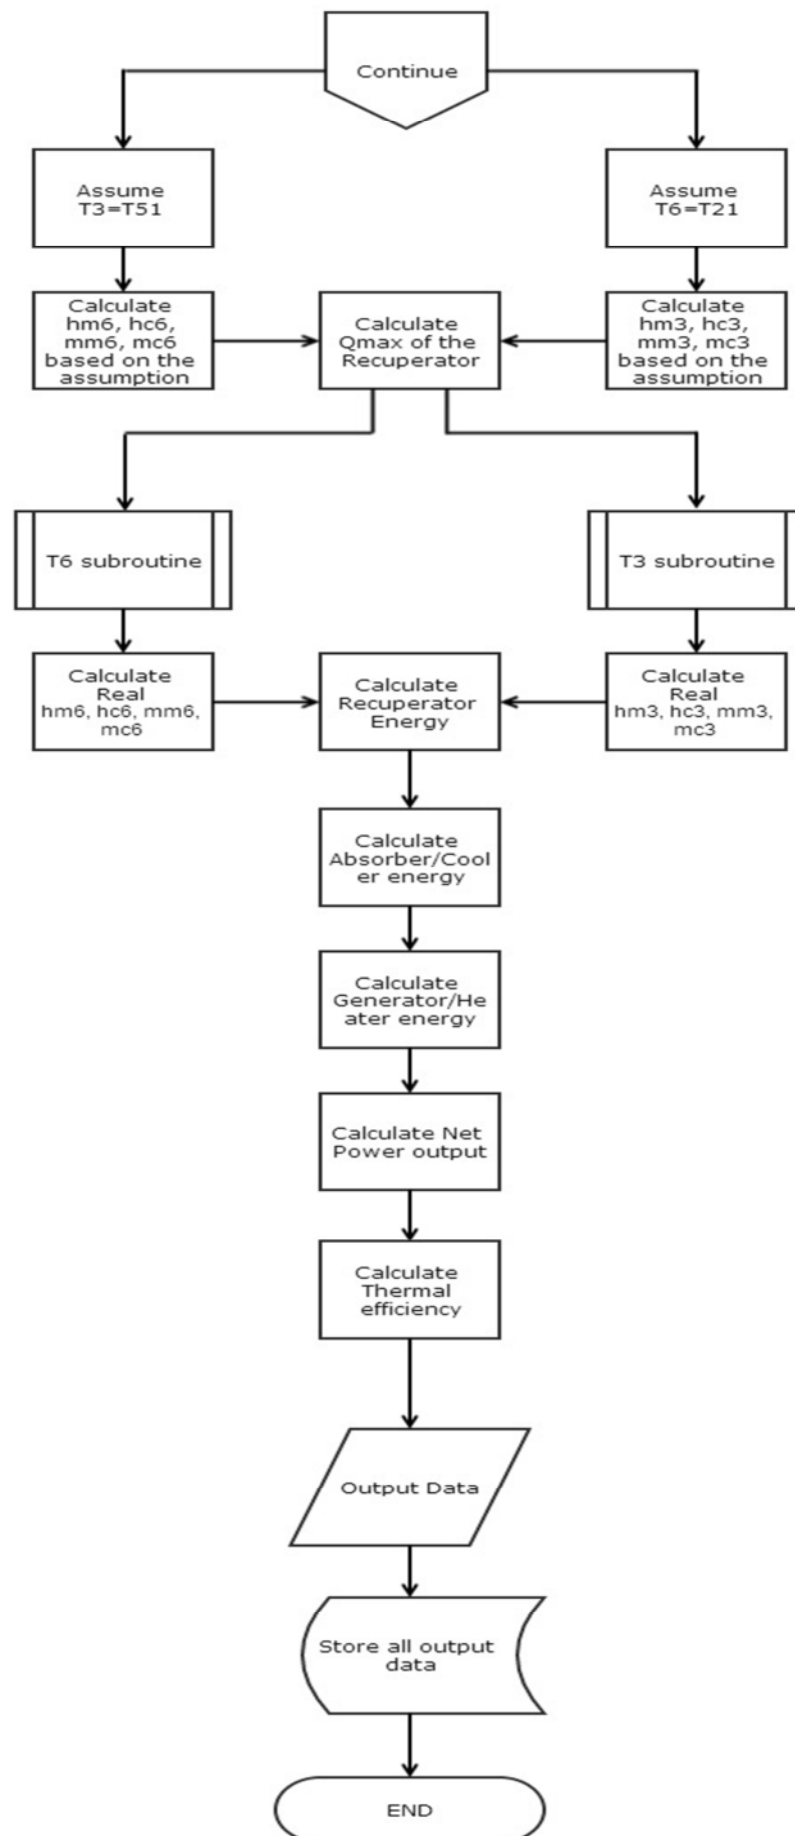 Continue
Assume
T3=T51
Assume
T6=T21
Calculate
hm6, hc6,
mm6, mc6
based on the
assumption
Calculate
Qmax of the
Recuperator
Calculate
hm3, hc3,
mm3, mc3
based on the
assumption
T6 subroutine
T3 subroutine
Calculate
Real
hm6, hc6, mm6,
mc6
Calculate
Recuperator
Energy
Calculate
Real
hm3, hc3, mm3,
mc3
Calculate
Absorber/Cool
er energy
Calculate
Generator/He
ater energy
Calculate Net
Power output
Calculate
Thermal
efficiency
Output Data
Store all output
data
END